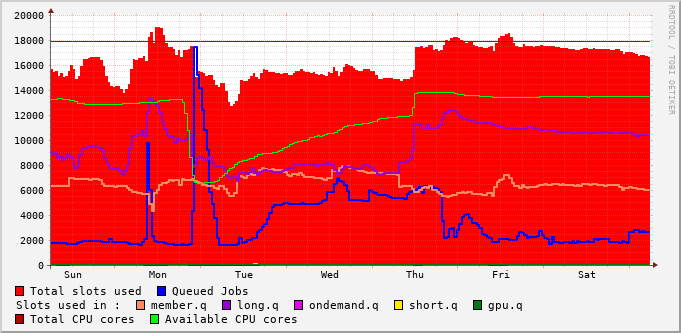 20000
18000
16000
14000
12000
10000
8000
6000
4000
2000
0
Sun Mon Tue Wed Thu Fri Sat
RRDTOOL / TOBI OETIKER
Total slots used Queued Jobs
Slots used in : member.q long.q ondemand.q short.q gpu.q
Total CPU cores Available CPU cores